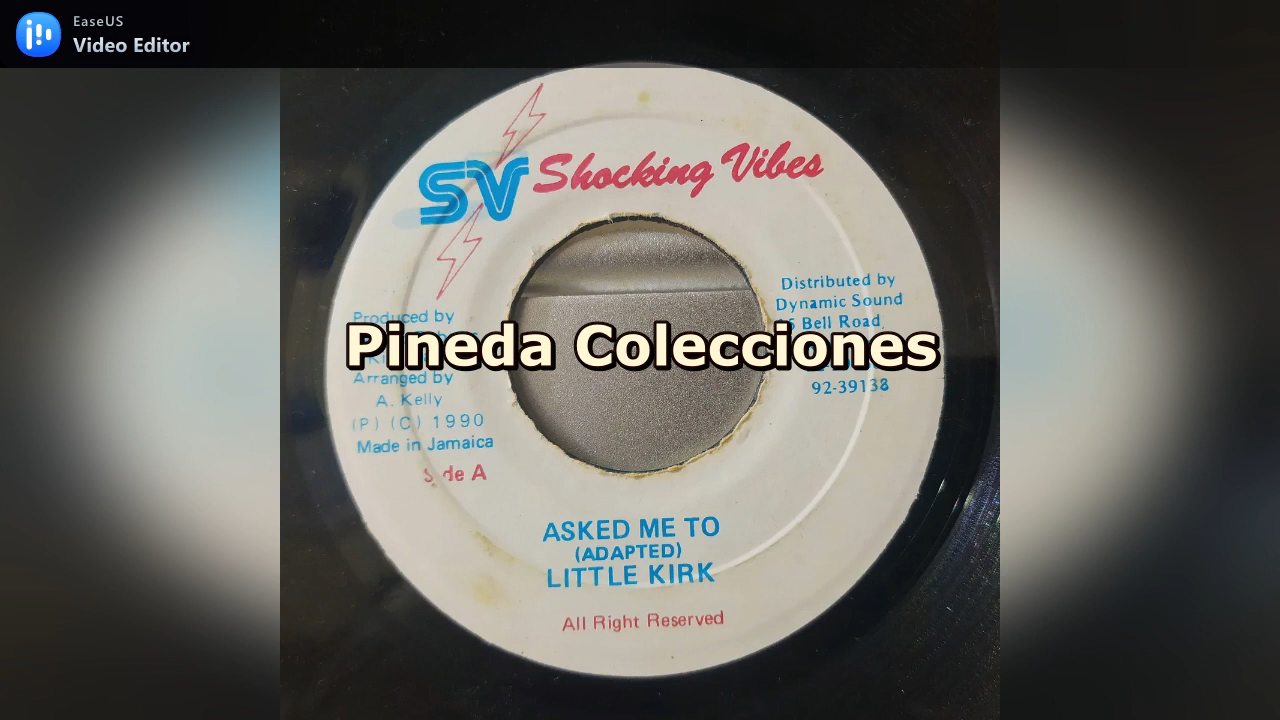 EaseUS
Video Editor
SV Shocking Vibes
Distributed by
Dynamic Sound
Bell Road
92-39138
Produced by
Pineda Colecciones
Arranged by
A. Kelly
(P) (C) 1990
Made in Jamaica
Side A
ASKED ME TO
(ADAPTED)
LITTLE KIRK
All Right Reserved